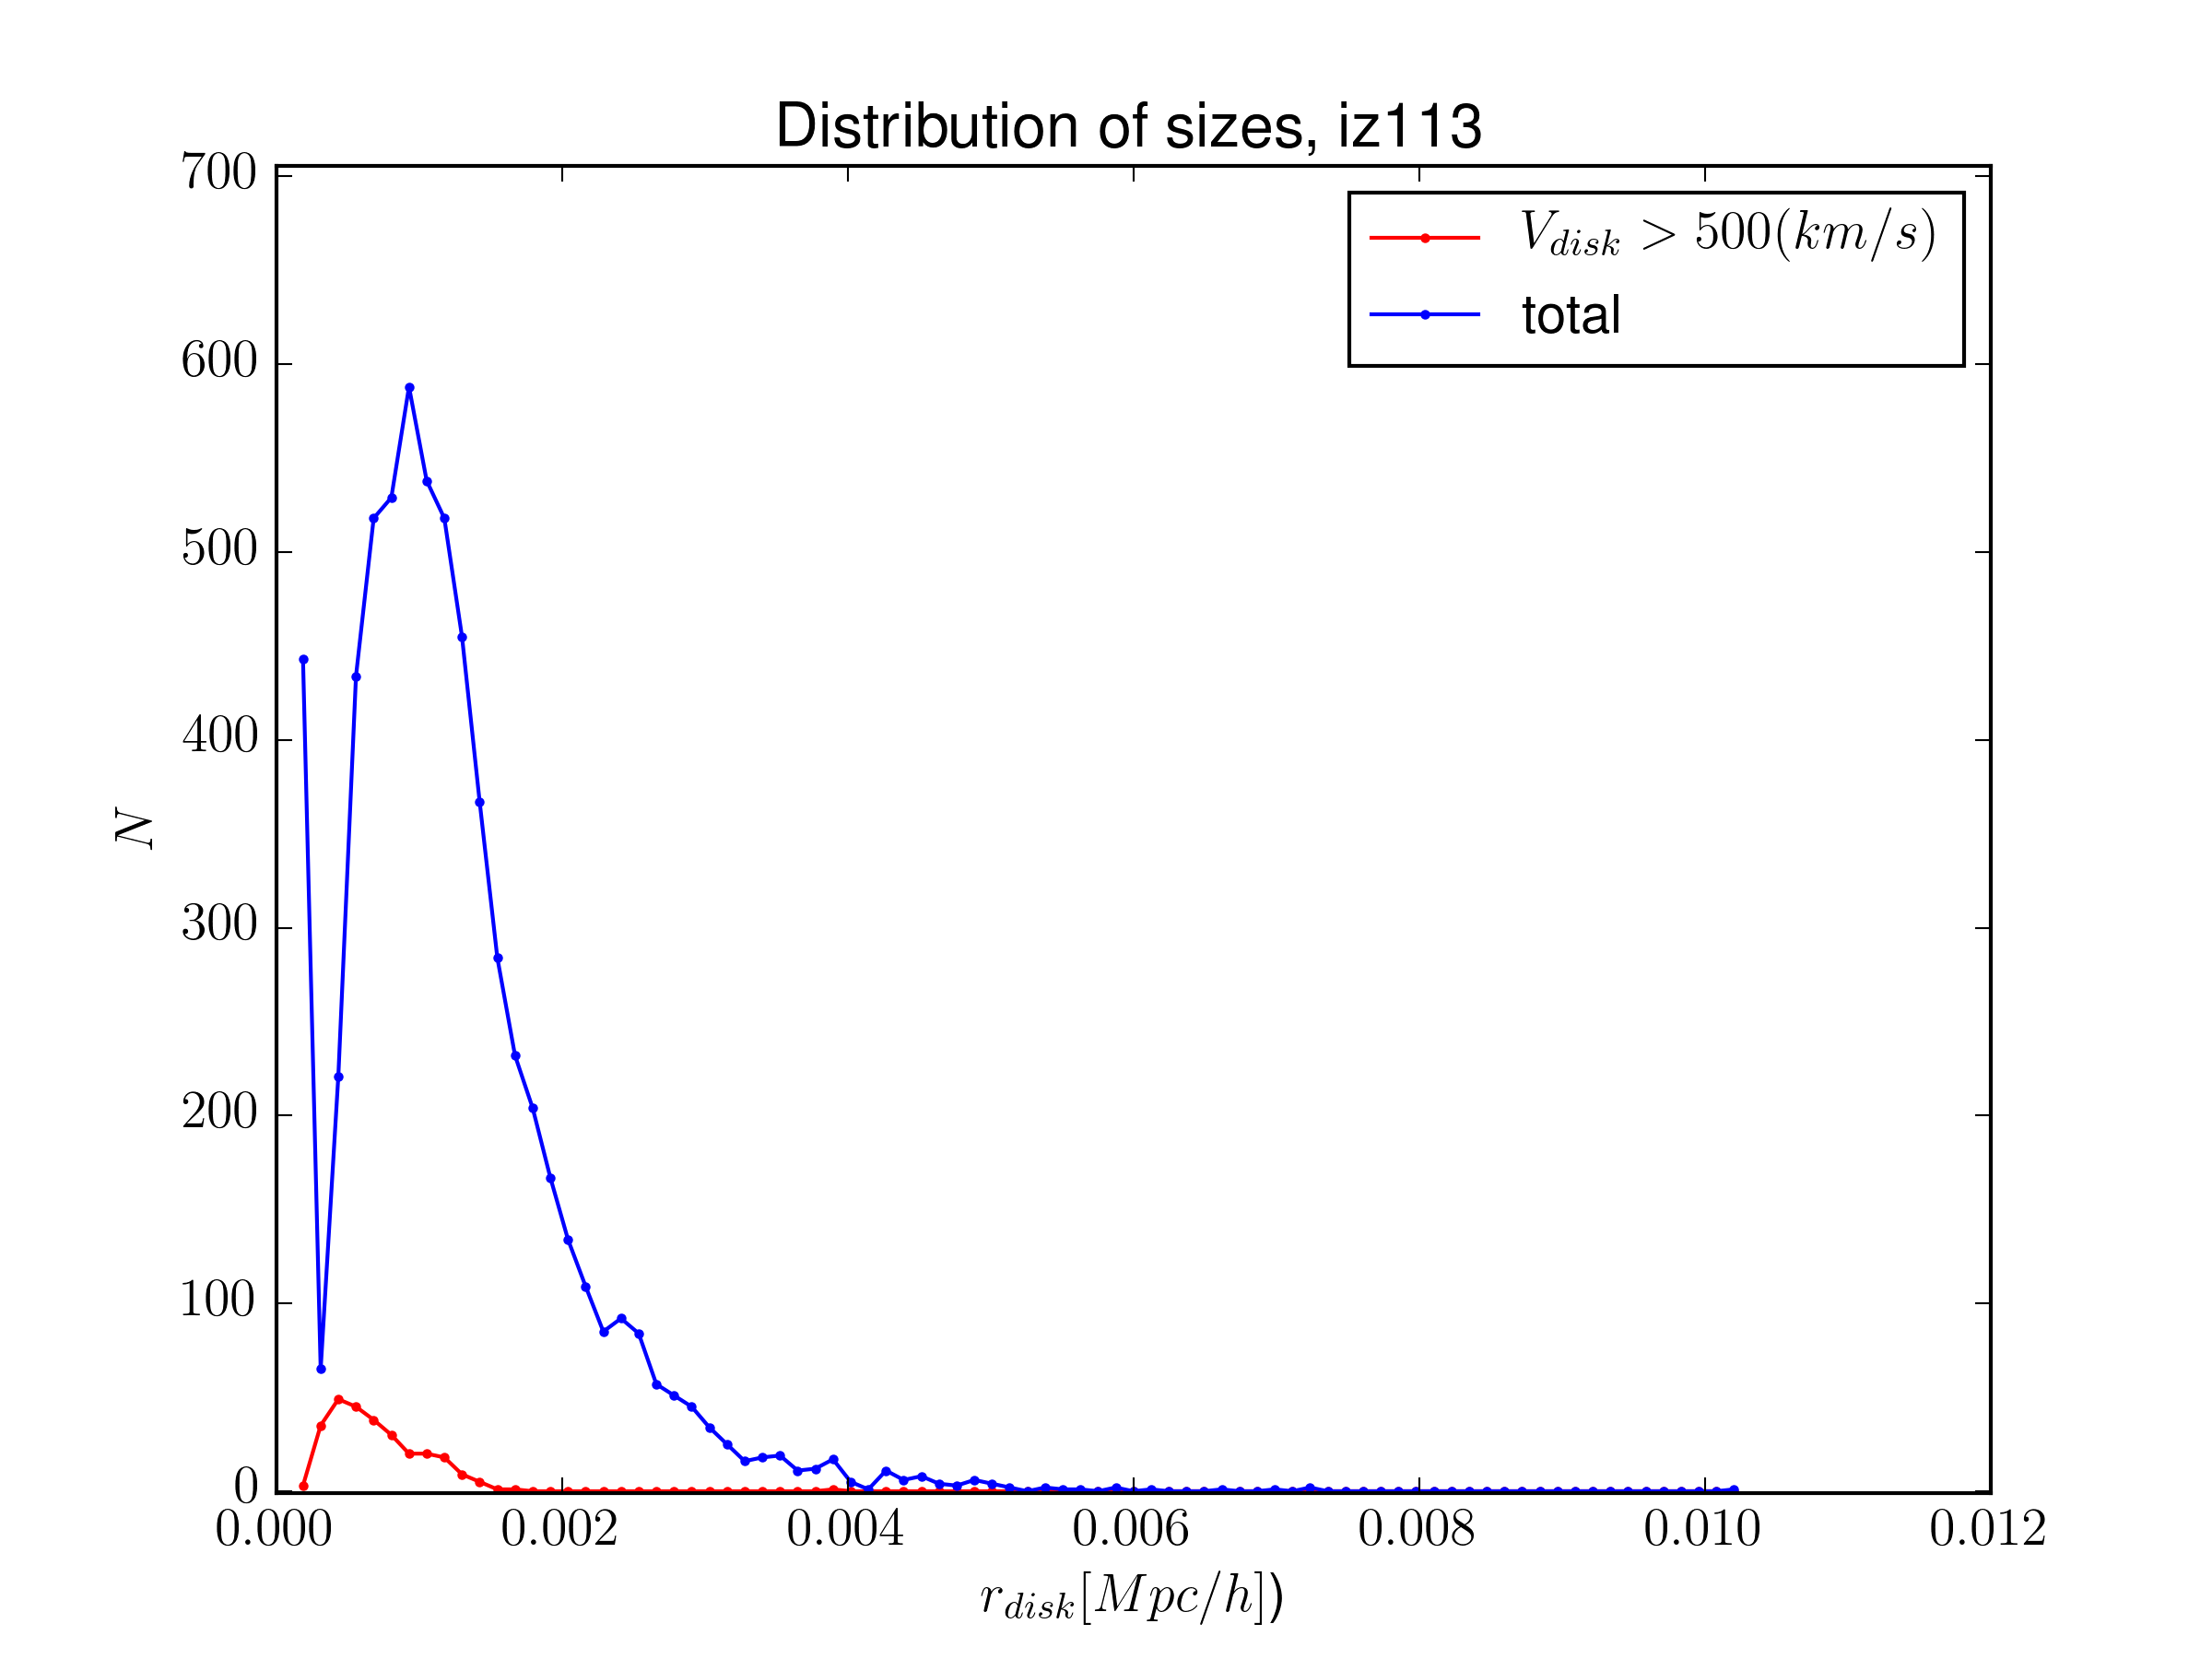 Distribution of sizes, iz113
V_disk > 500(km/s)
total
700
600
500
400
300
200
100
0
N
0.000 0.002 0.004 0.006 0.008 0.010 0.012
r_disk[Mpc/h])